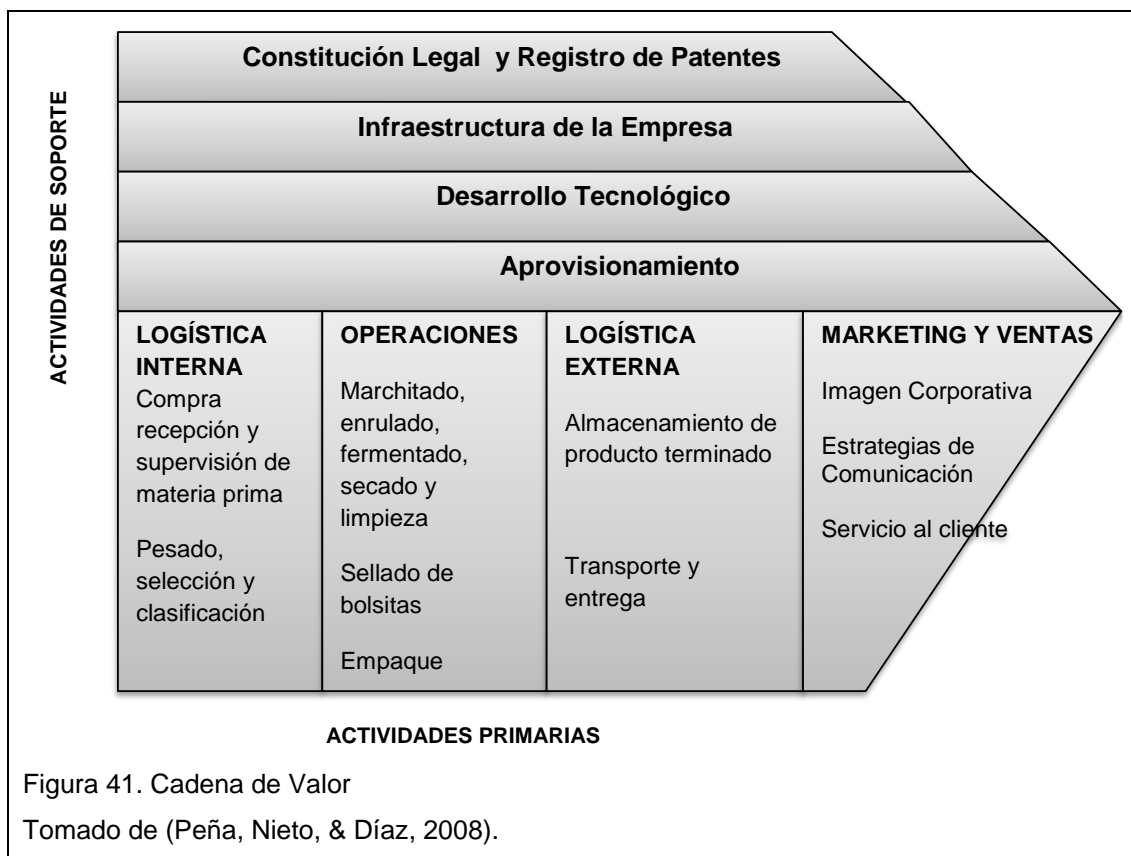 ACTIVIDADES DE SOPORTE
Constitución Legal y Registro de Patentes
Infraestructura de la Empresa
Desarrollo Tecnológico
Aprovisionamiento
LOGÍSTICA
INTERNA
Compra
recepción y
supervisión de
materia prima
Pesado,
selección y
clasificación
OPERACIONES
Marchitado,
enrulado,
fermentado,
secado y
limpieza
Sellado de
bolsitas
Empaque
LOGÍSTICA
EXTERNA
Almacenamiento de
producto terminado
Transporte y
entrega
MARKETING Y VENTAS
Imagen Corporativa
Estrategias de
Comunicación
Servicio al cliente
ACTIVIDADES PRIMARIAS
Figura 41. Cadena de Valor
Tomado de (Peña, Nieto, & Díaz, 2008).